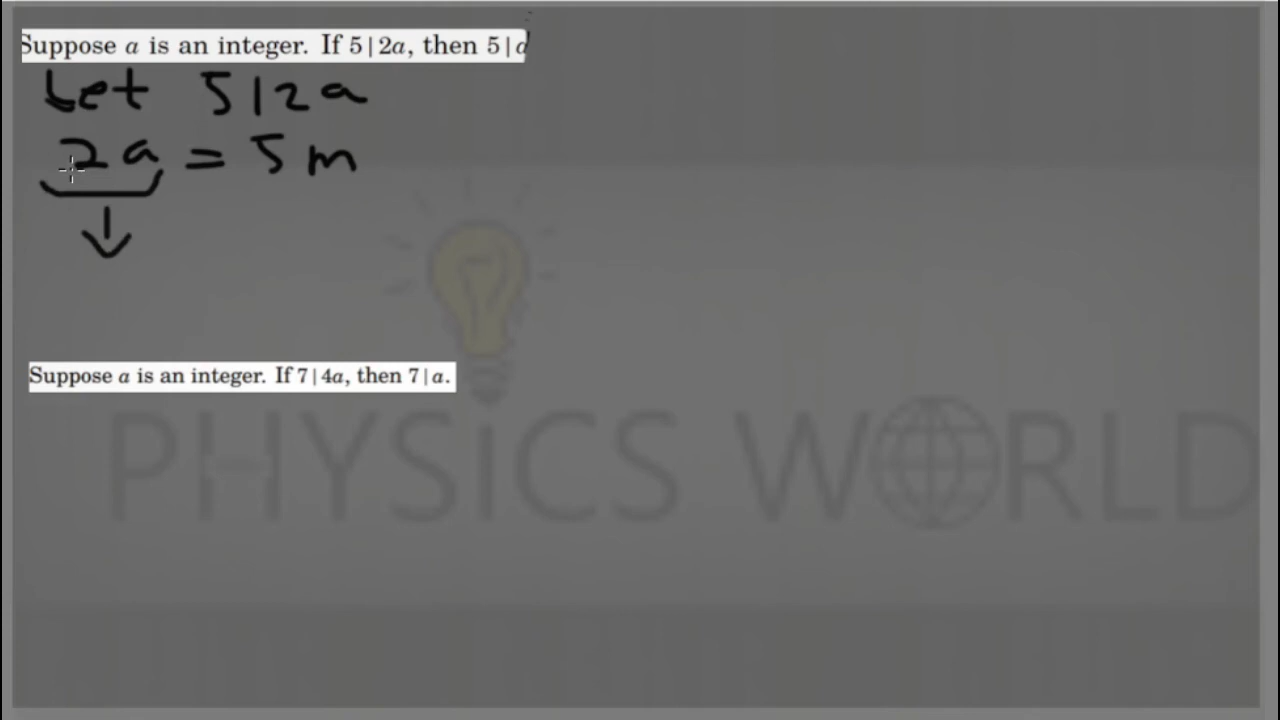 Suppose a is an integer. If 5 | 2a, then 5 | a
Let 5 | 2a
2a = 5m
Suppose a is an integer. If 7 | 4a, then 7 | a.
PHYSiCS WORLD